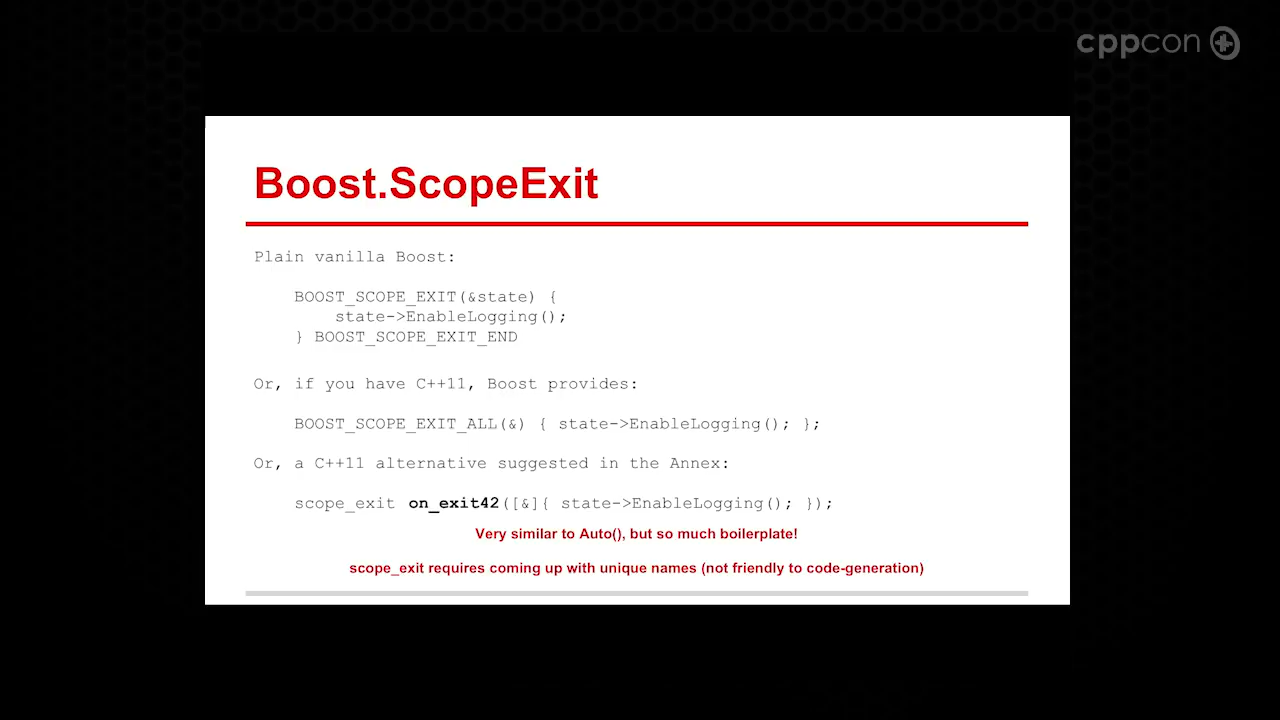 cppcon
Boost.ScopeExit
Plain vanilla Boost:
BOOST_SCOPE_EXIT(&state) {
state->EnableLogging();
} BOOST_SCOPE_EXIT_END
Or, if you have C++11, Boost provides:
BOOST_SCOPE_EXIT_ALL(&) { state->EnableLogging(); };
Or, a C++11 alternative suggested in the Annex:
scope_exit on_exit42([&]{ state->EnableLogging(); });
Very similar to Auto(), but so much boilerplate!
scope_exit requires coming up with unique names (not friendly to code-generation)